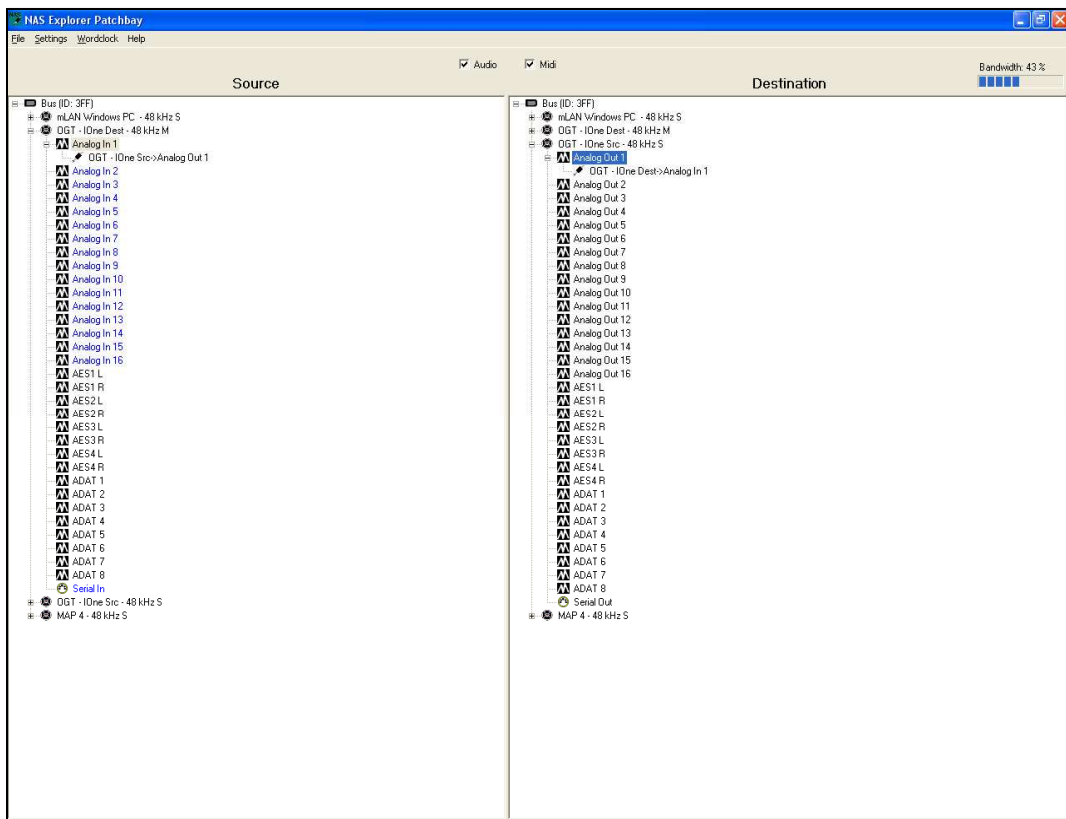 NAS Explorer Patchbay
File Settings Wordclock Help
Audio Midi
Bandwidth: 43 %
Source
Destination
Bus (ID: 3FF)
mLAN Windows PC - 48 kHz S
OGT - IOne Dest - 48 kHz M
Analog In 1
OGT - IOne Src->Analog Out 1
Analog In 2
Analog In 3
Analog In 4
Analog In 5
Analog In 6
Analog In 7
Analog In 8
Analog In 9
Analog In 10
Analog In 11
Analog In 12
Analog In 13
Analog In 14
Analog In 15
Analog In 16
AES1 L
AES1 R
AES2 L
AES2 R
AES3 L
AES3 R
AES4 L
AES4 R
ADAT 1
ADAT 2
ADAT 3
ADAT 4
ADAT 5
ADAT 6
ADAT 7
ADAT 8
Serial In
OGT - IOne Src - 48 kHz S
MAP 4 - 48 kHz S
Bus (ID: 3FF)
mLAN Windows PC - 48 kHz S
OGT - IOne Dest - 48 kHz M
OGT - IOne Src - 48 kHz S
Analog Out 1
OGT - IOne Dest->Analog In 1
Analog Out 2
Analog Out 3
Analog Out 4
Analog Out 5
Analog Out 6
Analog Out 7
Analog Out 8
Analog Out 9
Analog Out 10
Analog Out 11
Analog Out 12
Analog Out 13
Analog Out 14
Analog Out 15
Analog Out 16
AES1 L
AES1 R
AES2 L
AES2 R
AES3 L
AES3 R
AES4 L
AES4 R
ADAT 1
ADAT 2
ADAT 3
ADAT 4
ADAT 5
ADAT 6
ADAT 7
ADAT 8
Serial Out
MAP 4 - 48 kHz S